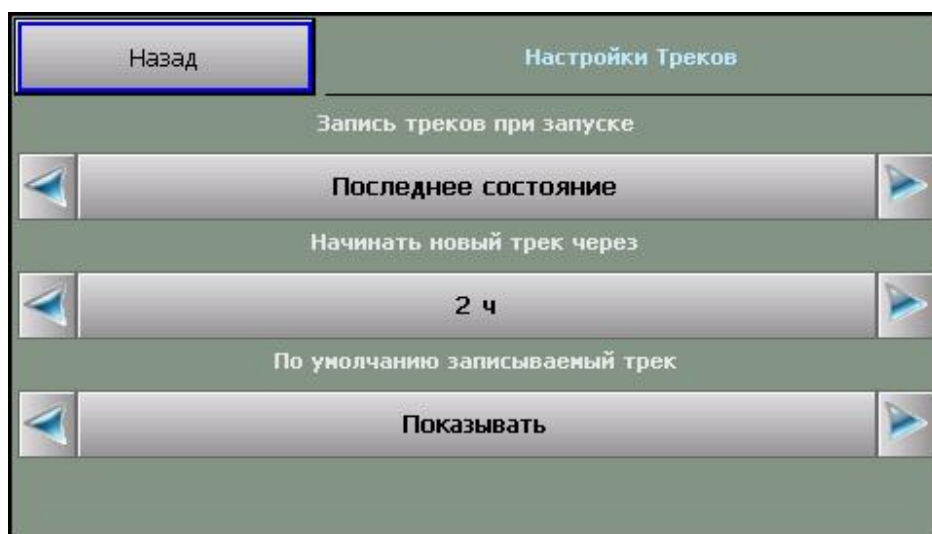 Назад
Настройки Треков
Запись треков при запуске
Последнее состояние
Начинать новый трек через
2 ч
По умолчанию записываемый трек
Показывать